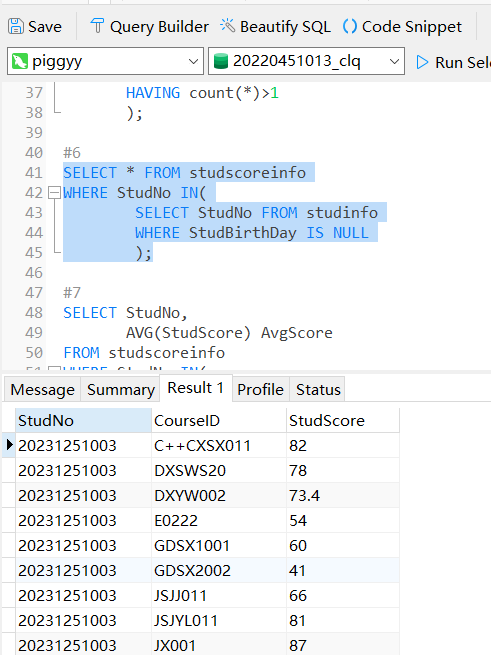 Save Query Builder Beautify SQL () Code Snippet
piggyy 20220451013_clq Run Sele
37 HAVING count(*)>1
38 );
39
40 #6
41 SELECT * FROM studscoreinfo
42 WHERE StudNo IN(
43 SELECT StudNo FROM studinfo
44 WHERE StudBirthDay IS NULL
45 );
46
47 #7
48 SELECT StudNo,
49 AVG(StudScore) AvgScore
50 FROM studscoreinfo
51 WHERE StudNo IN(
Message Summary Result 1 Profile Status
StudNo CourseID StudScore
20231251003 C++CXSX011 82
20231251003 DXSWS20 78
20231251003 DXYW002 73.4
20231251003 E0222 54
20231251003 GDSX1001 60
20231251003 GDSX2002 41
20231251003 JSJJ011 66
20231251003 JSJYL011 81
20231251003 JX001 87